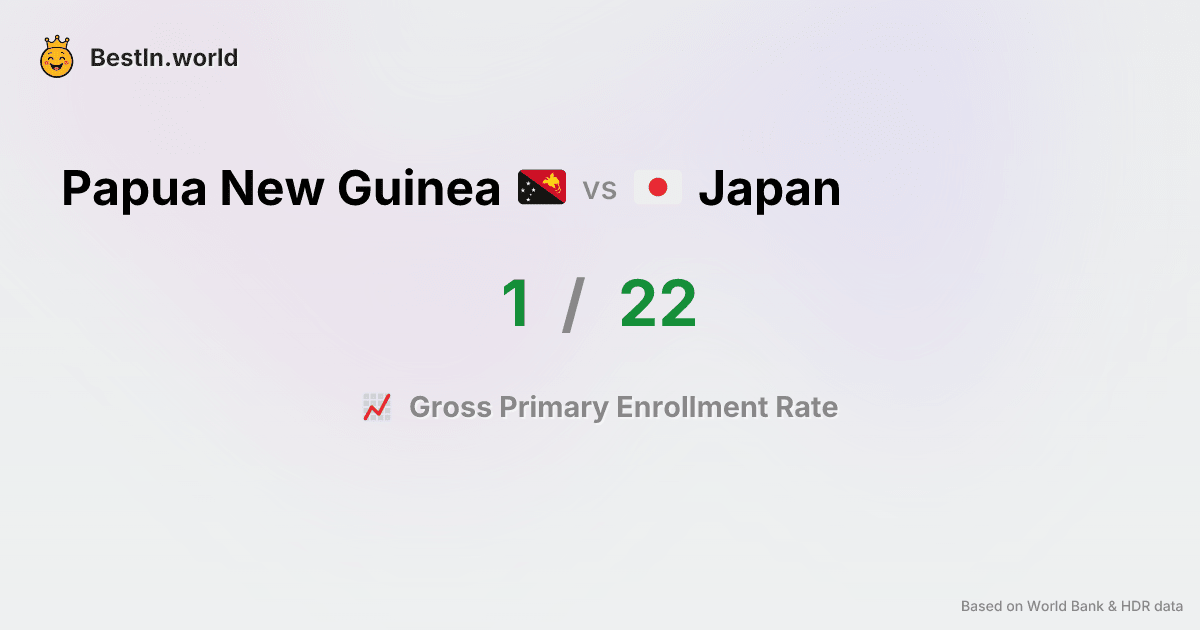 BestIn.world
Papua New Guinea vs Japan
1 / 22
Gross Primary Enrollment Rate
Based on World Bank & HDR data